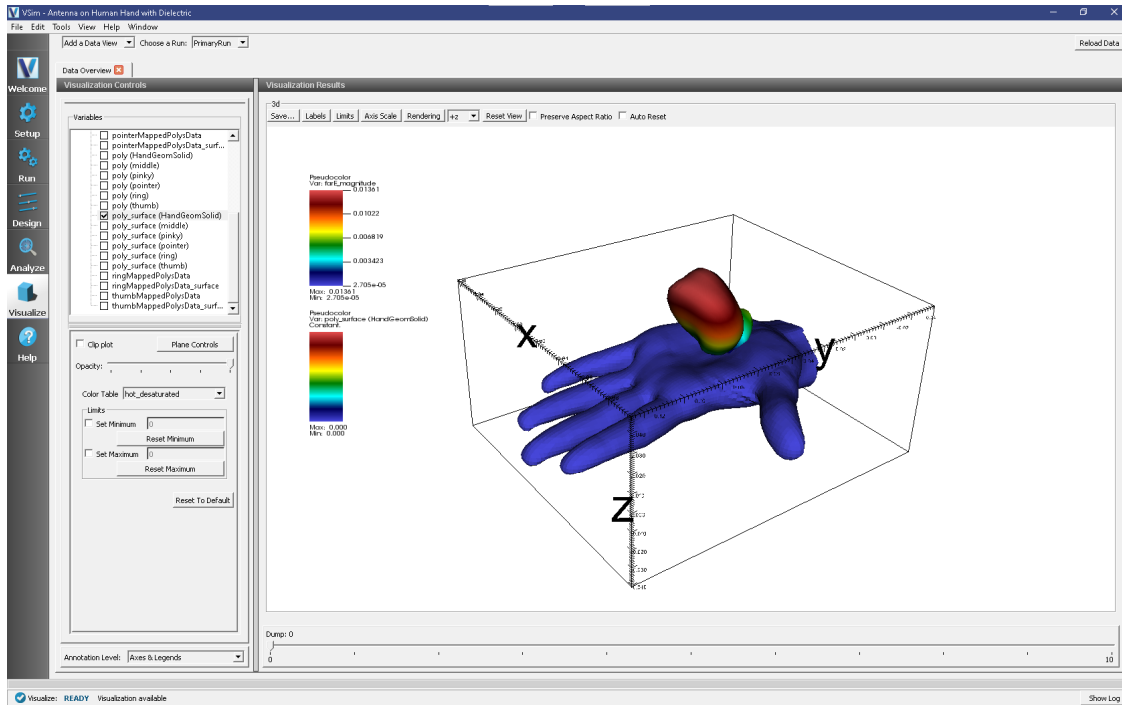 VSim - Antenna on Human Hand with Dielectric
File Edit Tools View Help Window
Add a Data View Choose a Run: PrimaryRun Reload Data
Welcome
Setup
Run
Design
Analyze
Visualize
Help
Data Overview
Visualization Controls
Variables
pointerMappedPolysData
pointerMappedPolysData_surf...
poly (HandGeomSolid)
poly (middle)
poly (pinky)
poly (pointer)
poly (ring)
poly (thumb)
poly_surface (HandGeomSolid)
poly_surface (middle)
poly_surface (pinky)
poly_surface (pointer)
poly_surface (ring)
poly_surface (thumb)
ringMappedPolysData
ringMappedPolysData_surface
thumbMappedPolysData
thumbMappedPolysData_surf...
Clip plot Plane Controls
Opacity:
Color Table hot_desaturated
Limits
Set Minimum 0
Reset Minimum
Set Maximum 0
Reset Maximum
Reset To Default
Annotation Level: Axes & Legends
Visualization Results
3d
Save... Labels Limits Axis Scale Rendering +z Reset View Preserve Aspect Ratio Auto Reset
Pseudocolor
Var: farE_magnitude
0.01361
0.01022
0.006819
0.003423
2.705e-05
Max: 0.01361
Min: 2.705e-05
Pseudocolor
Var: poly_surface (HandGeomSolid)
Constant.
Max: 0.000
Min: 0.000
X
y
Z
Dump: 0
0 10
Visualize: READY Visualization available Show Log